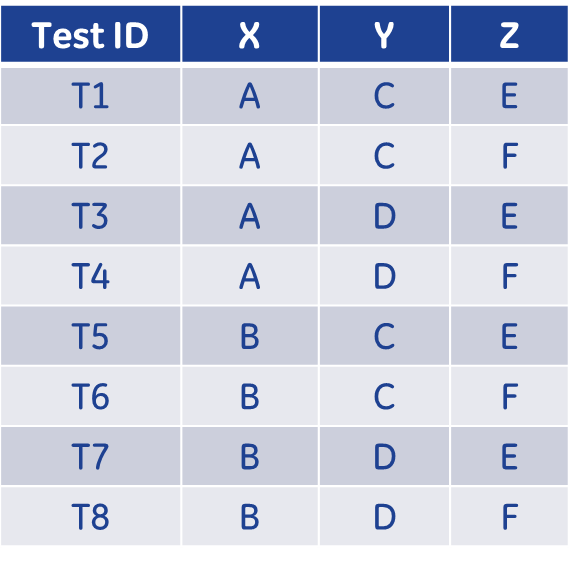 Test ID X Y Z
T1 A C E
T2 A C F
T3 A D E
T4 A D F
T5 B C E
T6 B C F
T7 B D E
T8 B D F